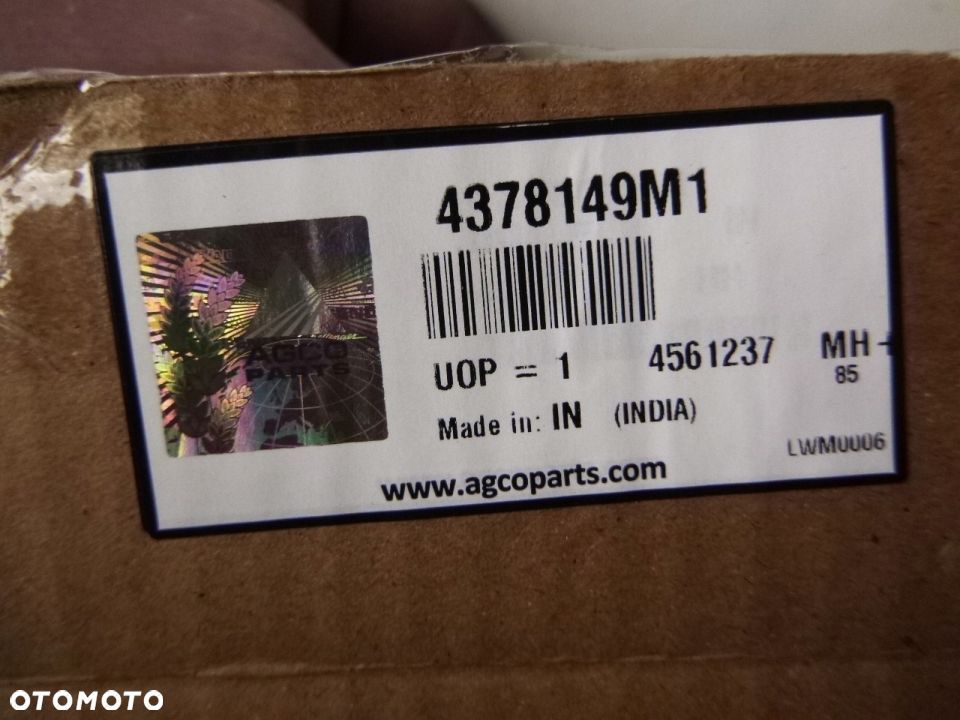 4378149M1
AGCO
PARTS
UOP = 1 4561237 MH+
85
Made in: IN (INDIA)
LWM0006
www.agcoparts.com
OTOMOTO